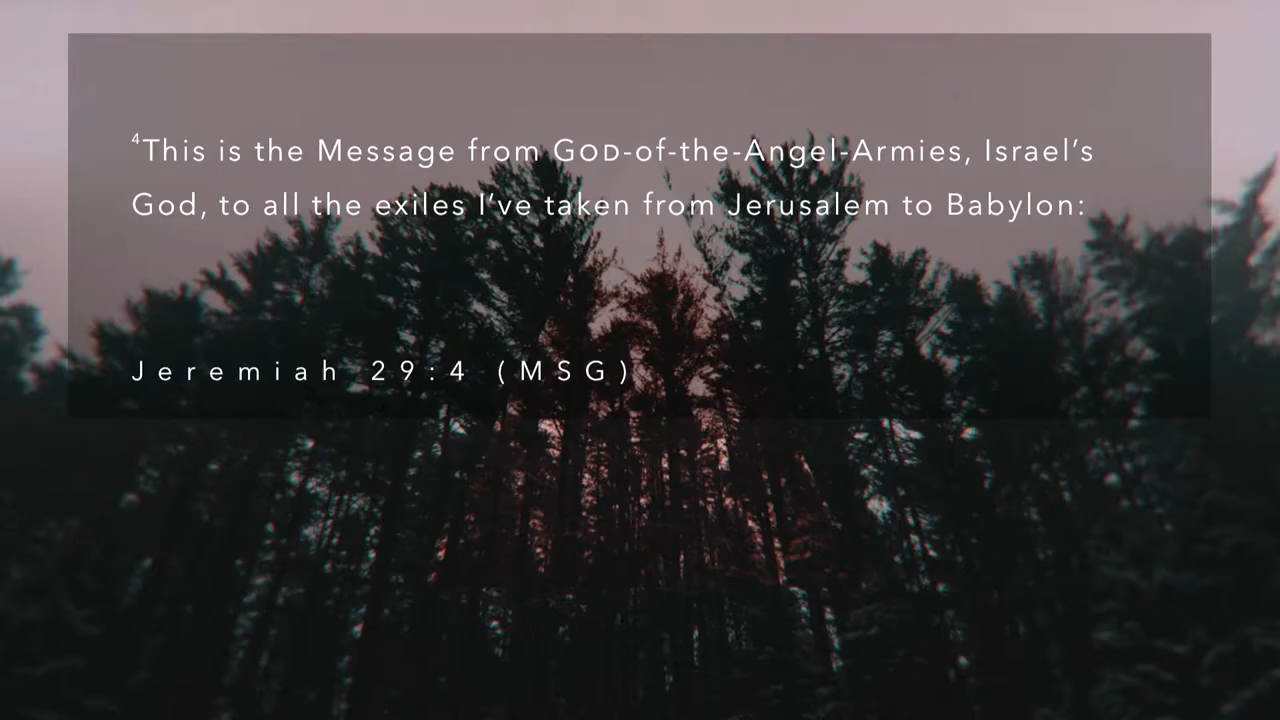 ⁴This is the Message from GOD-of-the-Angel-Armies, Israel’s
God, to all the exiles I’ve taken from Jerusalem to Babylon:
Jeremiah 29:4 (MSG)